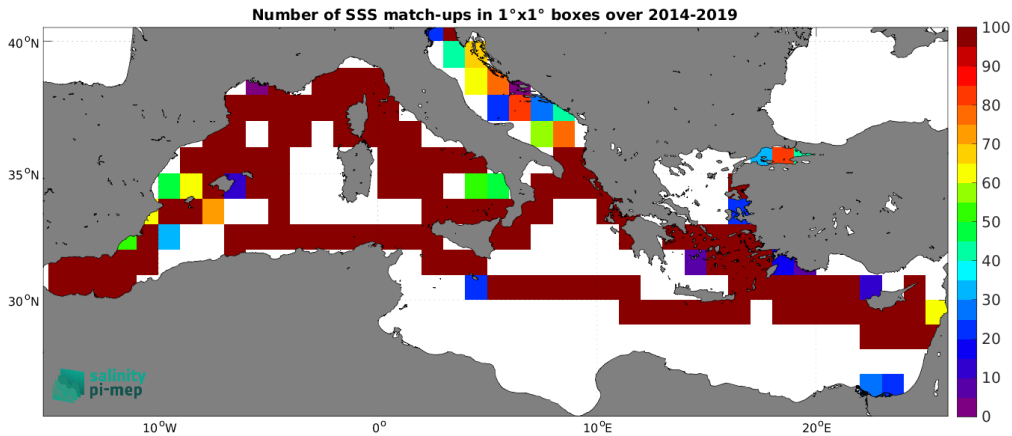 Number of SSS match-ups in 1°x1° boxes over 2014-2019
40°N
35°N
30°N
10°W
0°
10°E
20°E
100
90
80
70
60
50
40
30
20
10
0
salinity
pi-mep